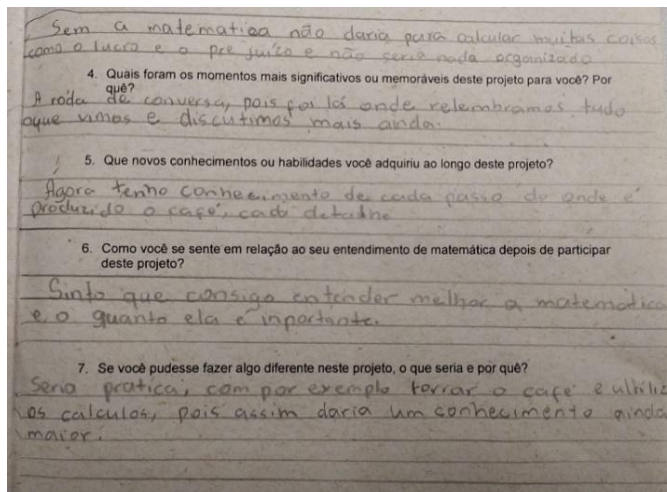 Sem a matematica não daria para calcular muitas coisas
como o lucro e o prejuízo e não seria nada organizado
4. Quais foram os momentos mais significativos ou memoráveis deste projeto para você? Por
quê?
A roda de conversa, pois foi lós onde relembramos tudo
oque vimos e discutimos mais ainda.
5. Que novos conhecimentos ou habilidades você adquiriu ao longo deste projeto?
Agora tenho conhecimento de cada passo de onde é
produzido o café, cada detalhe
6. Como você se sente em relação ao seu entendimento de matemática depois de participar
deste projeto?
Sinto que consigo entender melhor a matematica
e o quanto ela é inportante.
7. Se você pudesse fazer algo diferente neste projeto, o que seria e por quê?
Seria pratica, com por exemplo torrar o café e ultiliz
os calculos, pois assim daria um conhecimento ainda
maior.